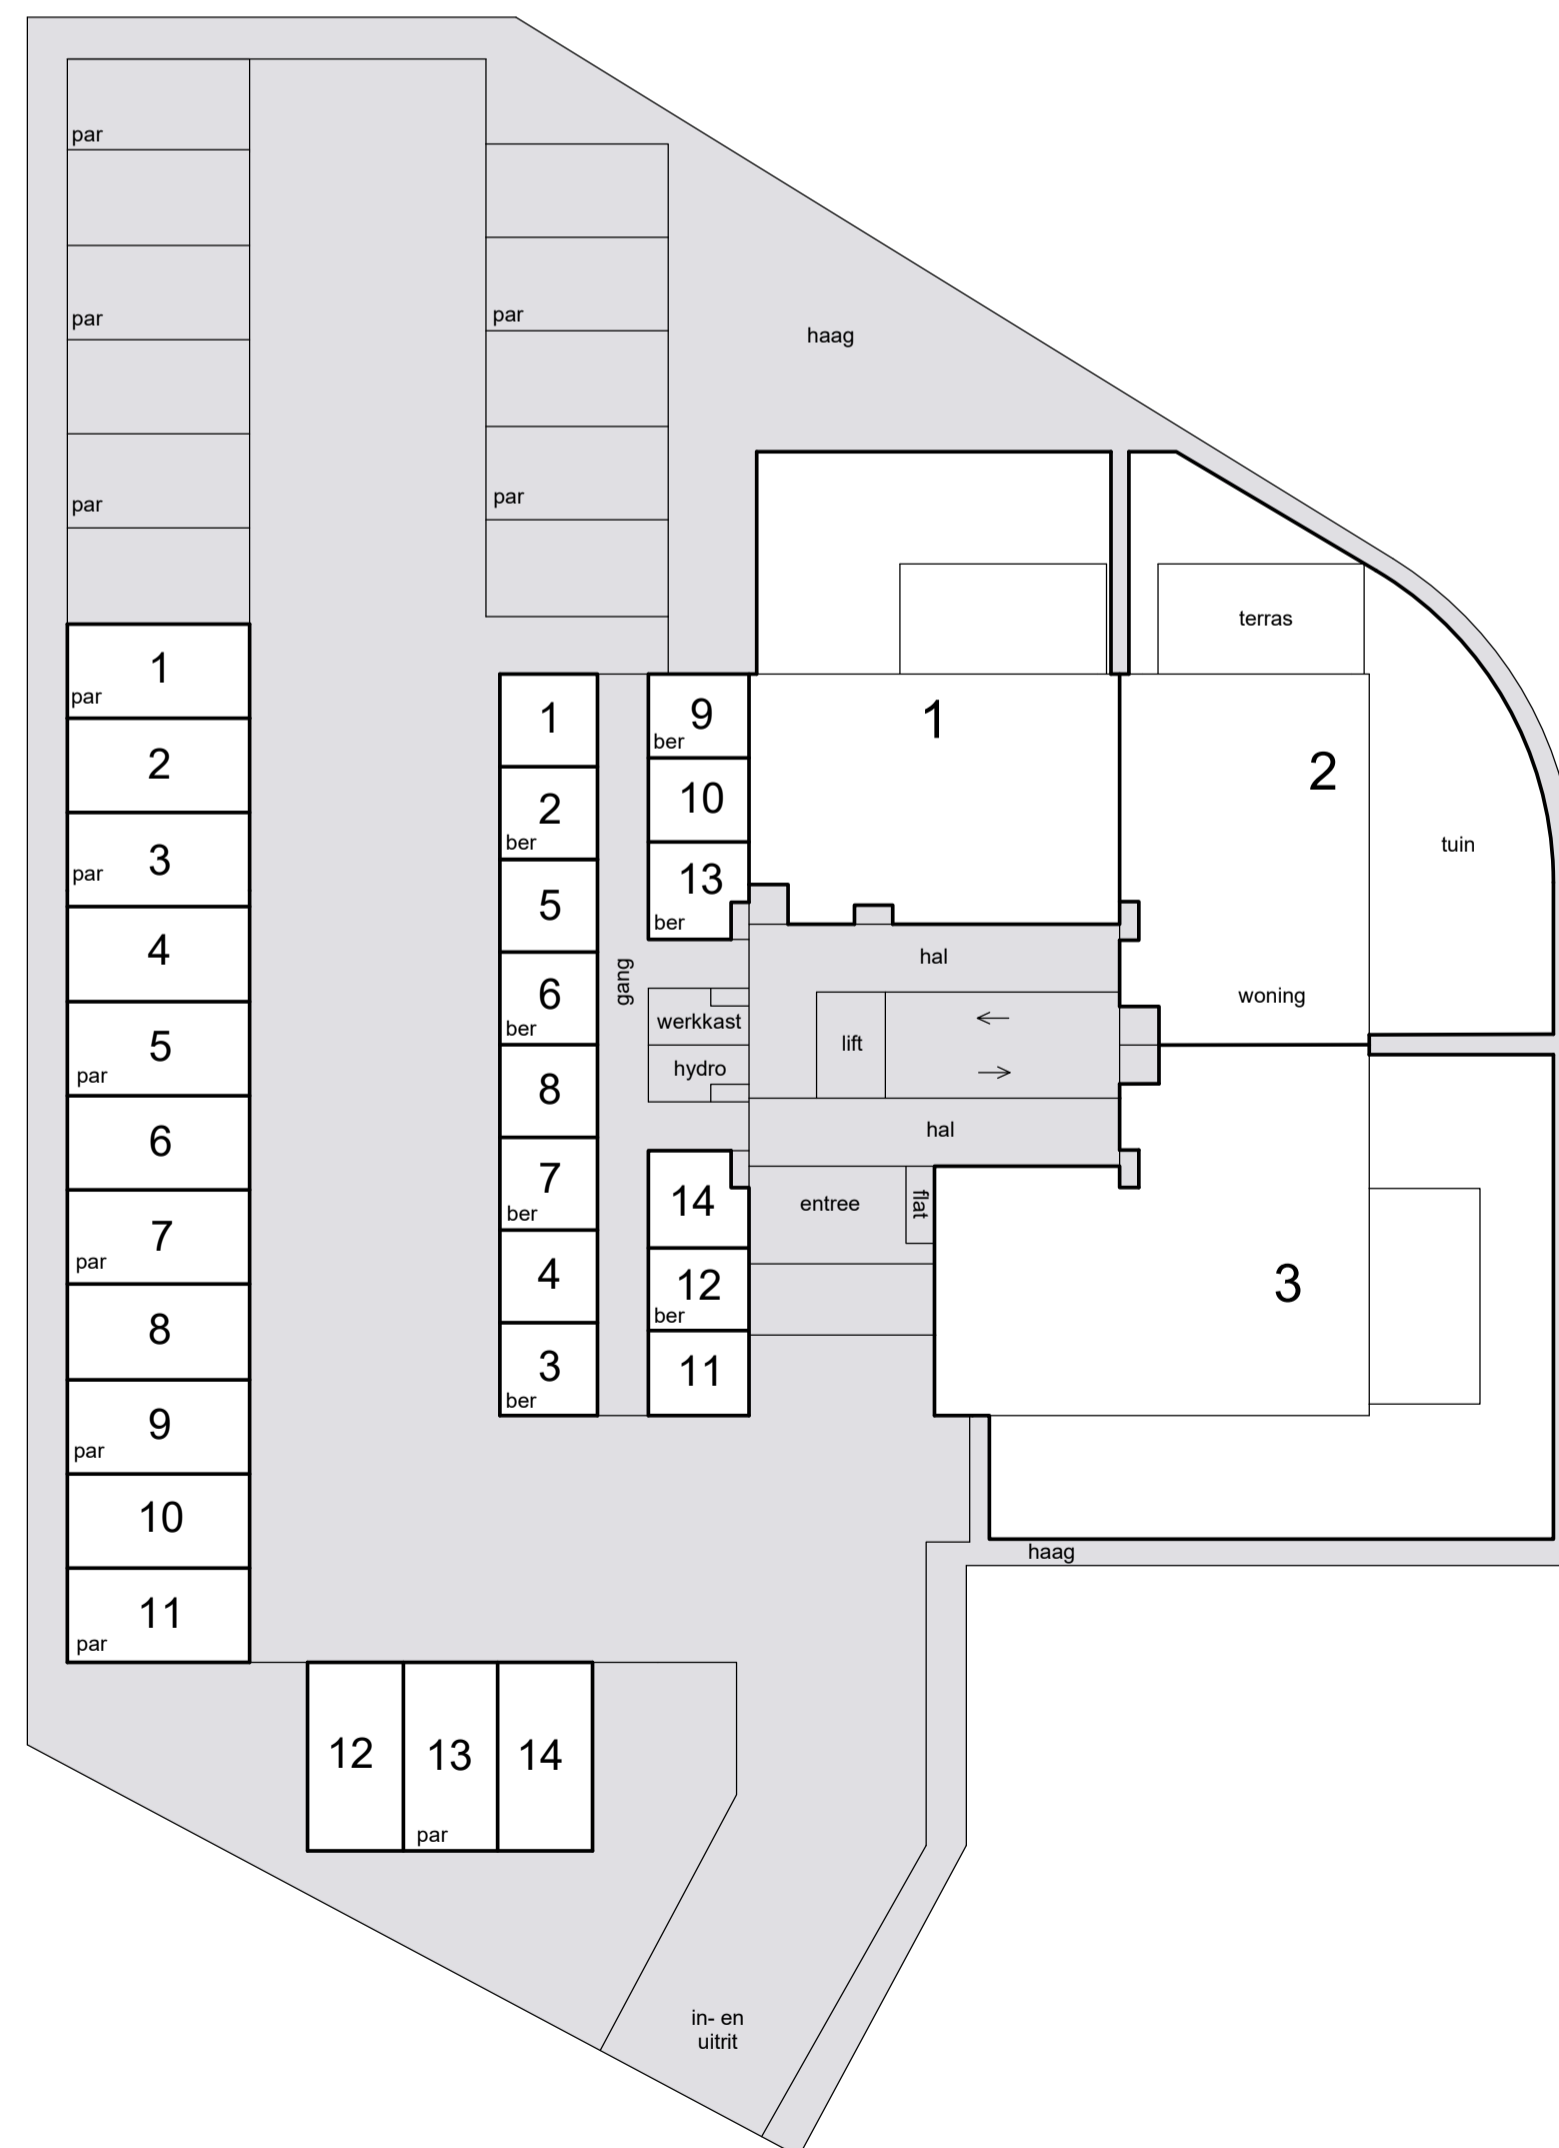 par
par
par
haag
par
par
terras
1
par
2
par 3
4
5
par
6
7
par
8
9
par
10
11
par
1
2
ber
5
6
ber
8
7
ber
4
3
ber
gang
9
ber
10
13
ber
werkkast
hydro
14
12
ber
11
1
2
tuin
woning
hal
lift
hal
entree
flat
3
haag
12
13
par
14
in- en
uitrit